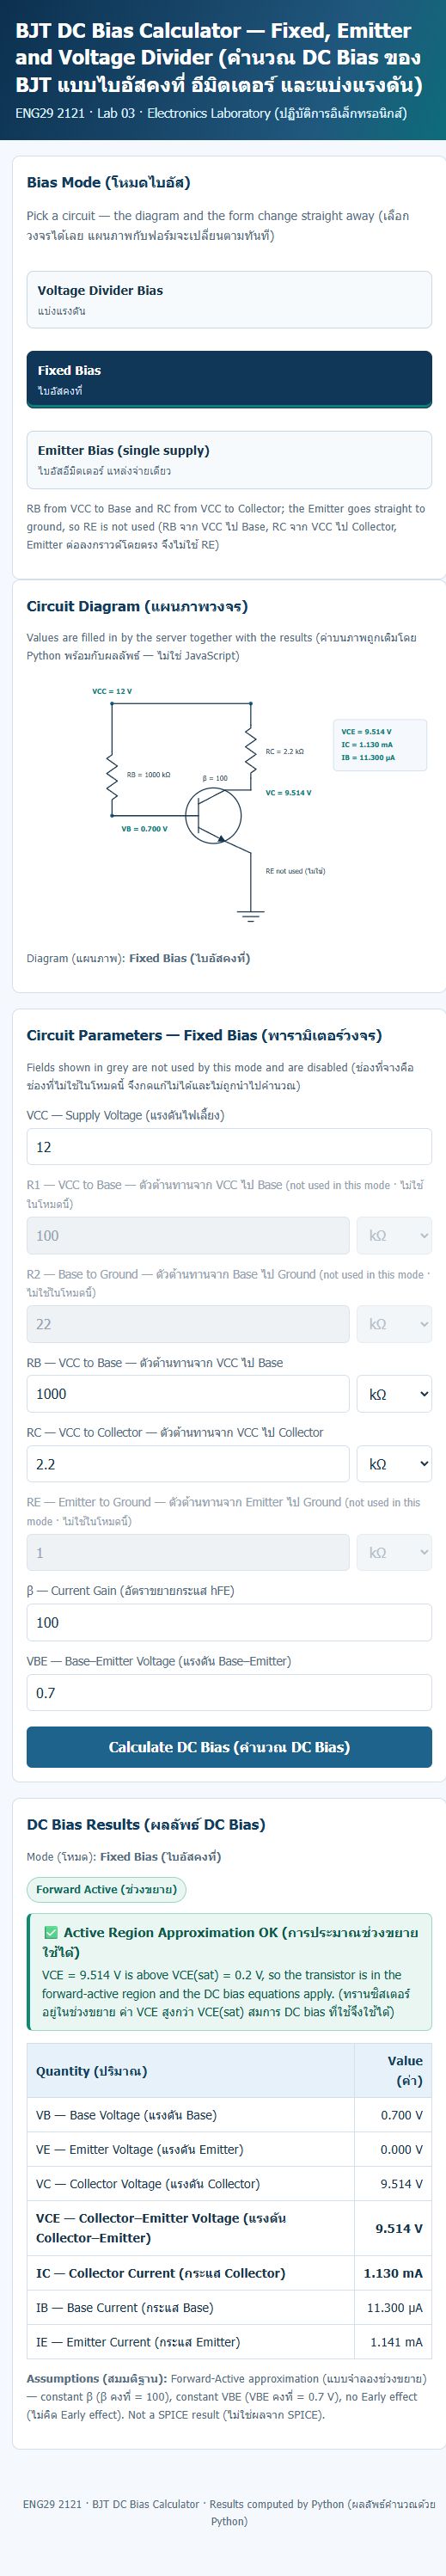 BJT DC Bias Calculator — Fixed, Emitter
and Voltage Divider (คำนวณ DC Bias ของ
BJT แบบไบอัสคงที่ อีมิตเตอร์ และแบ่งแรงดัน)
ENG29 2121 · Lab 03 · Electronics Laboratory (ปฏิบัติการอิเล็กทรอนิกส์)
Bias Mode (โหมดไบอัส)
Pick a circuit — the diagram and the form change straight away (เลือก
วงจรได้เลย แผนภาพกับฟอร์มจะเปลี่ยนตามทันที)
Voltage Divider Bias
แบ่งแรงดัน
Fixed Bias
ไบอัสคงที่
Emitter Bias (single supply)
ไบอัสอีมิตเตอร์ แหล่งจ่ายเดียว
RB from VCC to Base and RC from VCC to Collector; the Emitter goes straight to
ground, so RE is not used (RB จาก VCC ไป Base, RC จาก VCC ไป Collector,
Emitter ต่อลงกราวด์โดยตรง จึงไม่ใช้ RE)
Circuit Diagram (แผนภาพวงจร)
Values are filled in by the server together with the results (ค่าบนภาพถูกเติมโดย
Python พร้อมกับผลลัพธ์ — ไม่ใช่ JavaScript)
VCC = 12 V
VCE = 9.514 V
IC = 1.130 mA
IB = 11.300 µA
RC = 2.2 kΩ
RB = 1000 kΩ
β = 100
VC = 9.514 V
VB = 0.700 V
RE not used (ไม่ใช้)
Diagram (แผนภาพ): Fixed Bias (ไบอัสคงที่)
Circuit Parameters — Fixed Bias (พารามิเตอร์วงจร)
Fields shown in grey are not used by this mode and are disabled (ช่องที่จางคือ
ช่องที่ไม่ใช้ในโหมดนี้ จึงกดแก้ไม่ได้และไม่ถูกนำไปคำนวณ)
VCC — Supply Voltage (แรงดันไฟเลี้ยง)
12
R1 — VCC to Base — ตัวต้านทานจาก VCC ไป Base (not used in this mode · ไม่ใช้
ในโหมดนี้)
100 kΩ
R2 — Base to Ground — ตัวต้านทานจาก Base ไป Ground (not used in this mode ·
ไม่ใช้ในโหมดนี้)
22 kΩ
RB — VCC to Base — ตัวต้านทานจาก VCC ไป Base
1000 kΩ
RC — VCC to Collector — ตัวต้านทานจาก VCC ไป Collector
2.2 kΩ
RE — Emitter to Ground — ตัวต้านทานจาก Emitter ไป Ground (not used in this
mode · ไม่ใช้ในโหมดนี้)
1 kΩ
β — Current Gain (อัตราขยายกระแส hFE)
100
VBE — Base–Emitter Voltage (แรงดัน Base–Emitter)
0.7
Calculate DC Bias (คำนวณ DC Bias)
DC Bias Results (ผลลัพธ์ DC Bias)
Mode (โหมด): Fixed Bias (ไบอัสคงที่)
Forward Active (ช่วงขยาย)
✅ Active Region Approximation OK (การประมาณช่วงขยาย
ใช้ได้)
VCE = 9.514 V is above VCE(sat) = 0.2 V, so the transistor is in the
forward-active region and the DC bias equations apply. (ทรานซิสเตอร์
อยู่ในช่วงขยาย ค่า VCE สูงกว่า VCE(sat) สมการ DC bias ที่ใช้จึงใช้ได้)
Quantity (ปริมาณ) Value
(ค่า)
VB — Base Voltage (แรงดัน Base) 0.700 V
VE — Emitter Voltage (แรงดัน Emitter) 0.000 V
VC — Collector Voltage (แรงดัน Collector) 9.514 V
VCE — Collector–Emitter Voltage (แรงดัน
Collector–Emitter) 9.514 V
IC — Collector Current (กระแส Collector) 1.130 mA
IB — Base Current (กระแส Base) 11.300 µA
IE — Emitter Current (กระแส Emitter) 1.141 mA
Assumptions (สมมติฐาน): Forward-Active approximation (แบบจำลองช่วงขยาย)
— constant β (β คงที่ = 100), constant VBE (VBE คงที่ = 0.7 V), no Early effect
(ไม่คิด Early effect). Not a SPICE result (ไม่ใช่ผลจาก SPICE).
ENG29 2121 · BJT DC Bias Calculator · Results computed by Python (ผลลัพธ์คำนวณด้วย
Python)